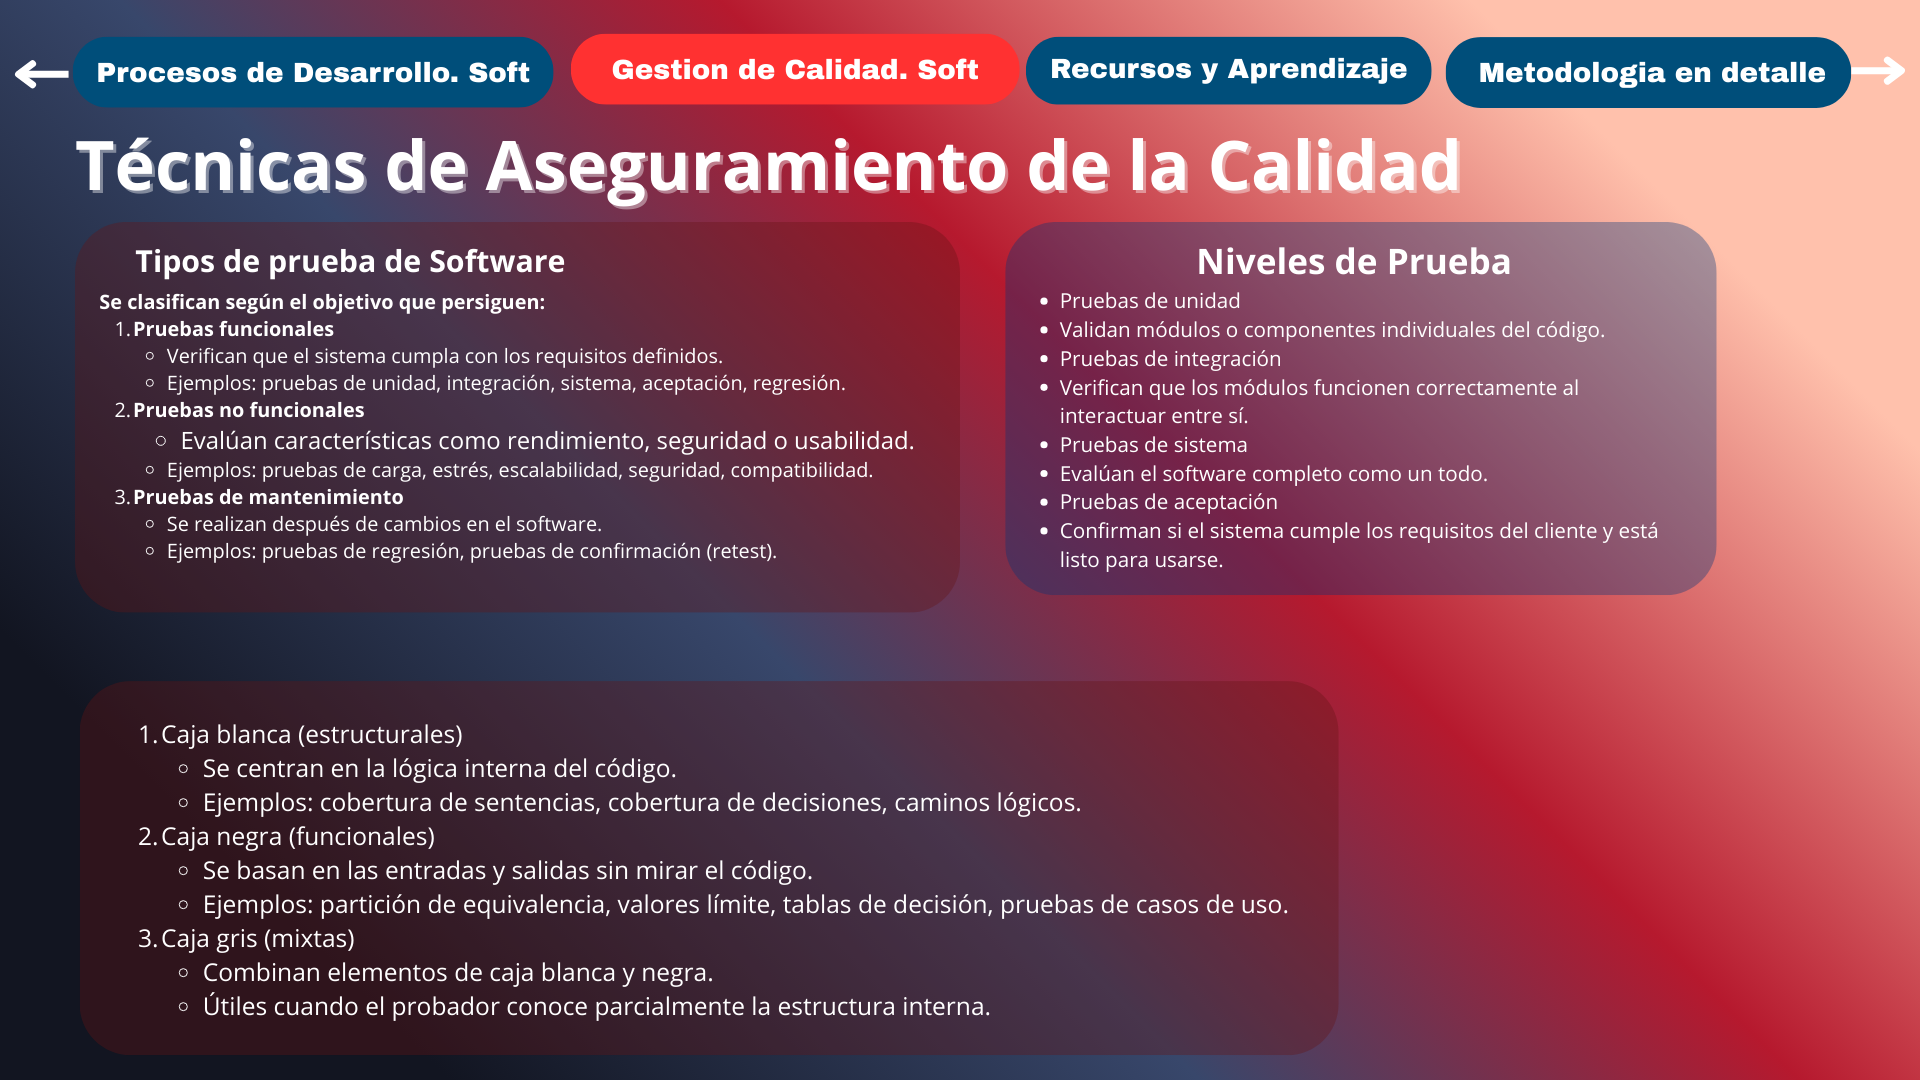 Procesos de Desarrollo. Soft
Gestion de Calidad. Soft
Recursos y Aprendizaje
Metodologia en detalle
Técnicas de Aseguramiento de la Calidad
Tipos de prueba de Software
Se clasifican según el objetivo que persiguen:
1. Pruebas funcionales
Verifican que el sistema cumpla con los requisitos definidos.
Ejemplos: pruebas de unidad, integración, sistema, aceptación, regresión.
2. Pruebas no funcionales
Evalúan características como rendimiento, seguridad o usabilidad.
Ejemplos: pruebas de carga, estrés, escalabilidad, seguridad, compatibilidad.
3. Pruebas de mantenimiento
Se realizan después de cambios en el software.
Ejemplos: pruebas de regresión, pruebas de confirmación (retest).
Niveles de Prueba
Pruebas de unidad
Validan módulos o componentes individuales del código.
Pruebas de integración
Verifican que los módulos funcionen correctamente al
interactuar entre sí.
Pruebas de sistema
Evalúan el software completo como un todo.
Pruebas de aceptación
Confirman si el sistema cumple los requisitos del cliente y está
listo para usarse.
1. Caja blanca (estructurales)
Se centran en la lógica interna del código.
Ejemplos: cobertura de sentencias, cobertura de decisiones, caminos lógicos.
2. Caja negra (funcionales)
Se basan en las entradas y salidas sin mirar el código.
Ejemplos: partición de equivalencia, valores límite, tablas de decisión, pruebas de casos de uso.
3. Caja gris (mixtas)
Combinan elementos de caja blanca y negra.
Útiles cuando el probador conoce parcialmente la estructura interna.